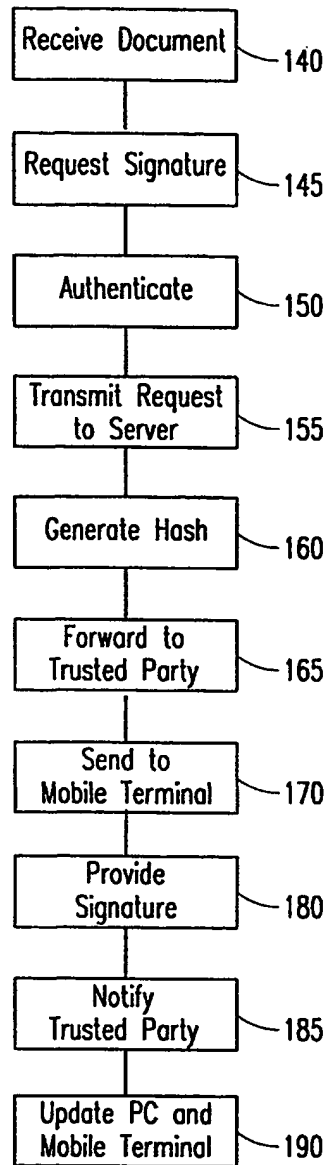 Receive Document
140
Request Signature
145
Authenticate
150
Transmit Request
to Server
155
Generate Hash
160
Forward to
Trusted Party
165
Send to
Mobile Terminal
170
Provide
Signature
180
Notify
Trusted Party
185
Update PC and
Mobile Terminal
190